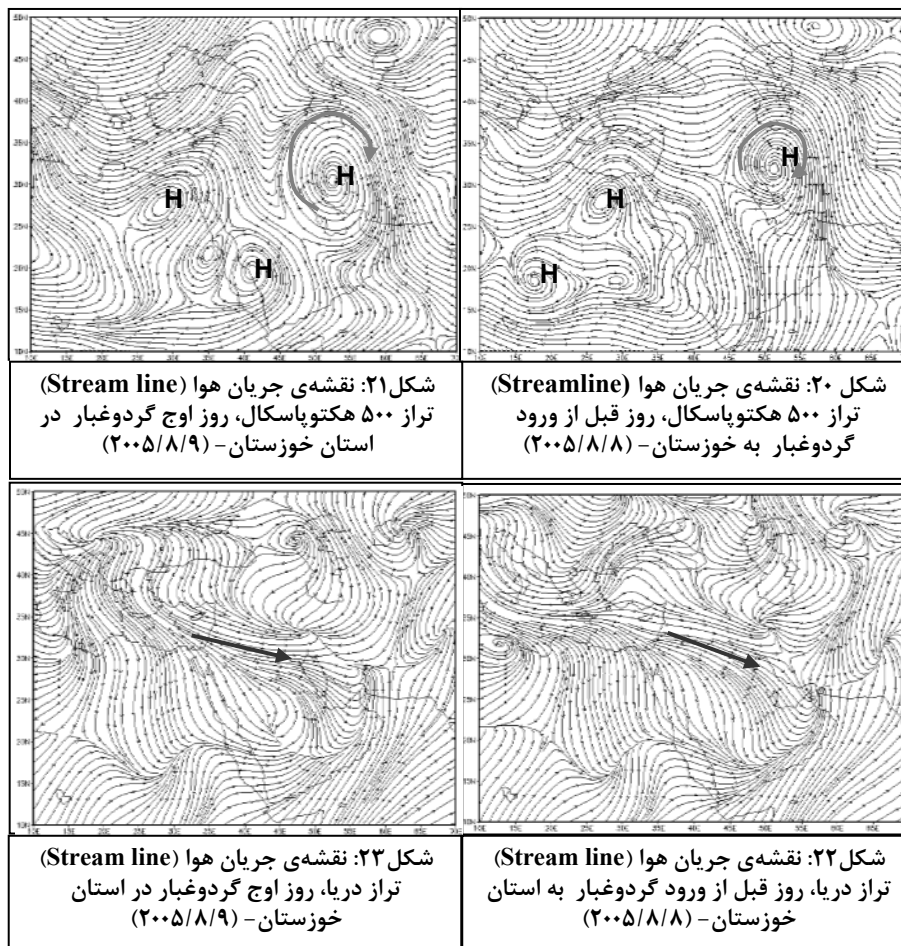 H
H
H
H
H
H
شکل ۲۰: نقشه‌ی جریان هوا (Streamline)
تراز ۵۰۰ هکتوپاسکال، روز قبل از ورود
گردوغبار به خوزستان- (۲۰۰۵/۸/۸)
شکل۲۱: نقشه‌ی جریان هوا (Stream line)
تراز ۵۰۰ هکتوپاسکال، روز اوج گردوغبار در
استان خوزستان- (۲۰۰۵/۸/۹)
شکل۲۲: نقشه‌ی جریان هوا (Stream line)
تراز دریا، روز قبل از ورود گردوغبار به استان
خوزستان- (۲۰۰۵/۸/۸)
شکل۲۳: نقشه‌ی جریان هوا (Stream line)
تراز دریا، روز اوج گردوغبار در استان
خوزستان- (۲۰۰۵/۸/۹)